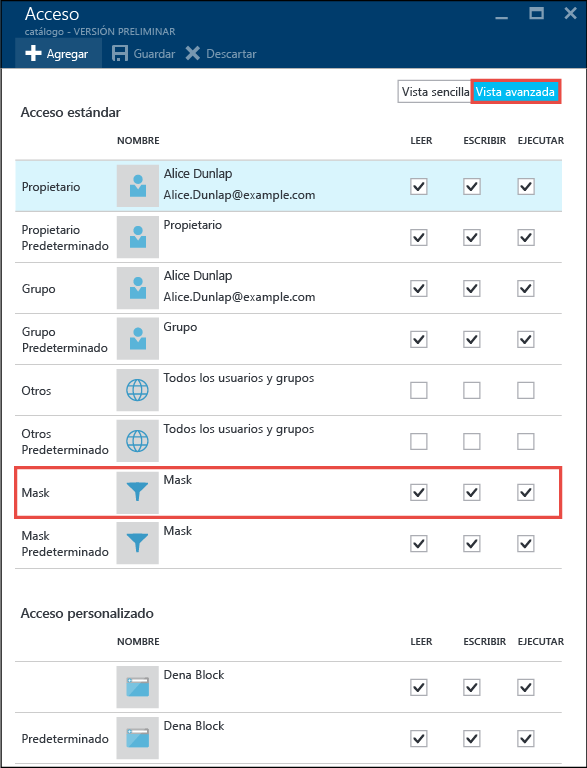 Acceso
catálogo - VERSIÓN PRELIMINAR
Agregar Guardar Descartar
Vista sencilla Vista avanzada
Acceso estándar
NOMBRE LEER ESCRIBIR EJECUTAR
Propietario Alice Dunlap
Alice.Dunlap@example.com
Propietario Propietario
Predeterminado
Grupo Alice Dunlap
Alice.Dunlap@example.com
Grupo Grupo
Predeterminado
Otros Todos los usuarios y grupos
Otros Todos los usuarios y grupos
Predeterminado
Mask Mask
Mask Mask
Predeterminado
Acceso personalizado
NOMBRE LEER ESCRIBIR EJECUTAR
Dena Block
Predeterminado Dena Block